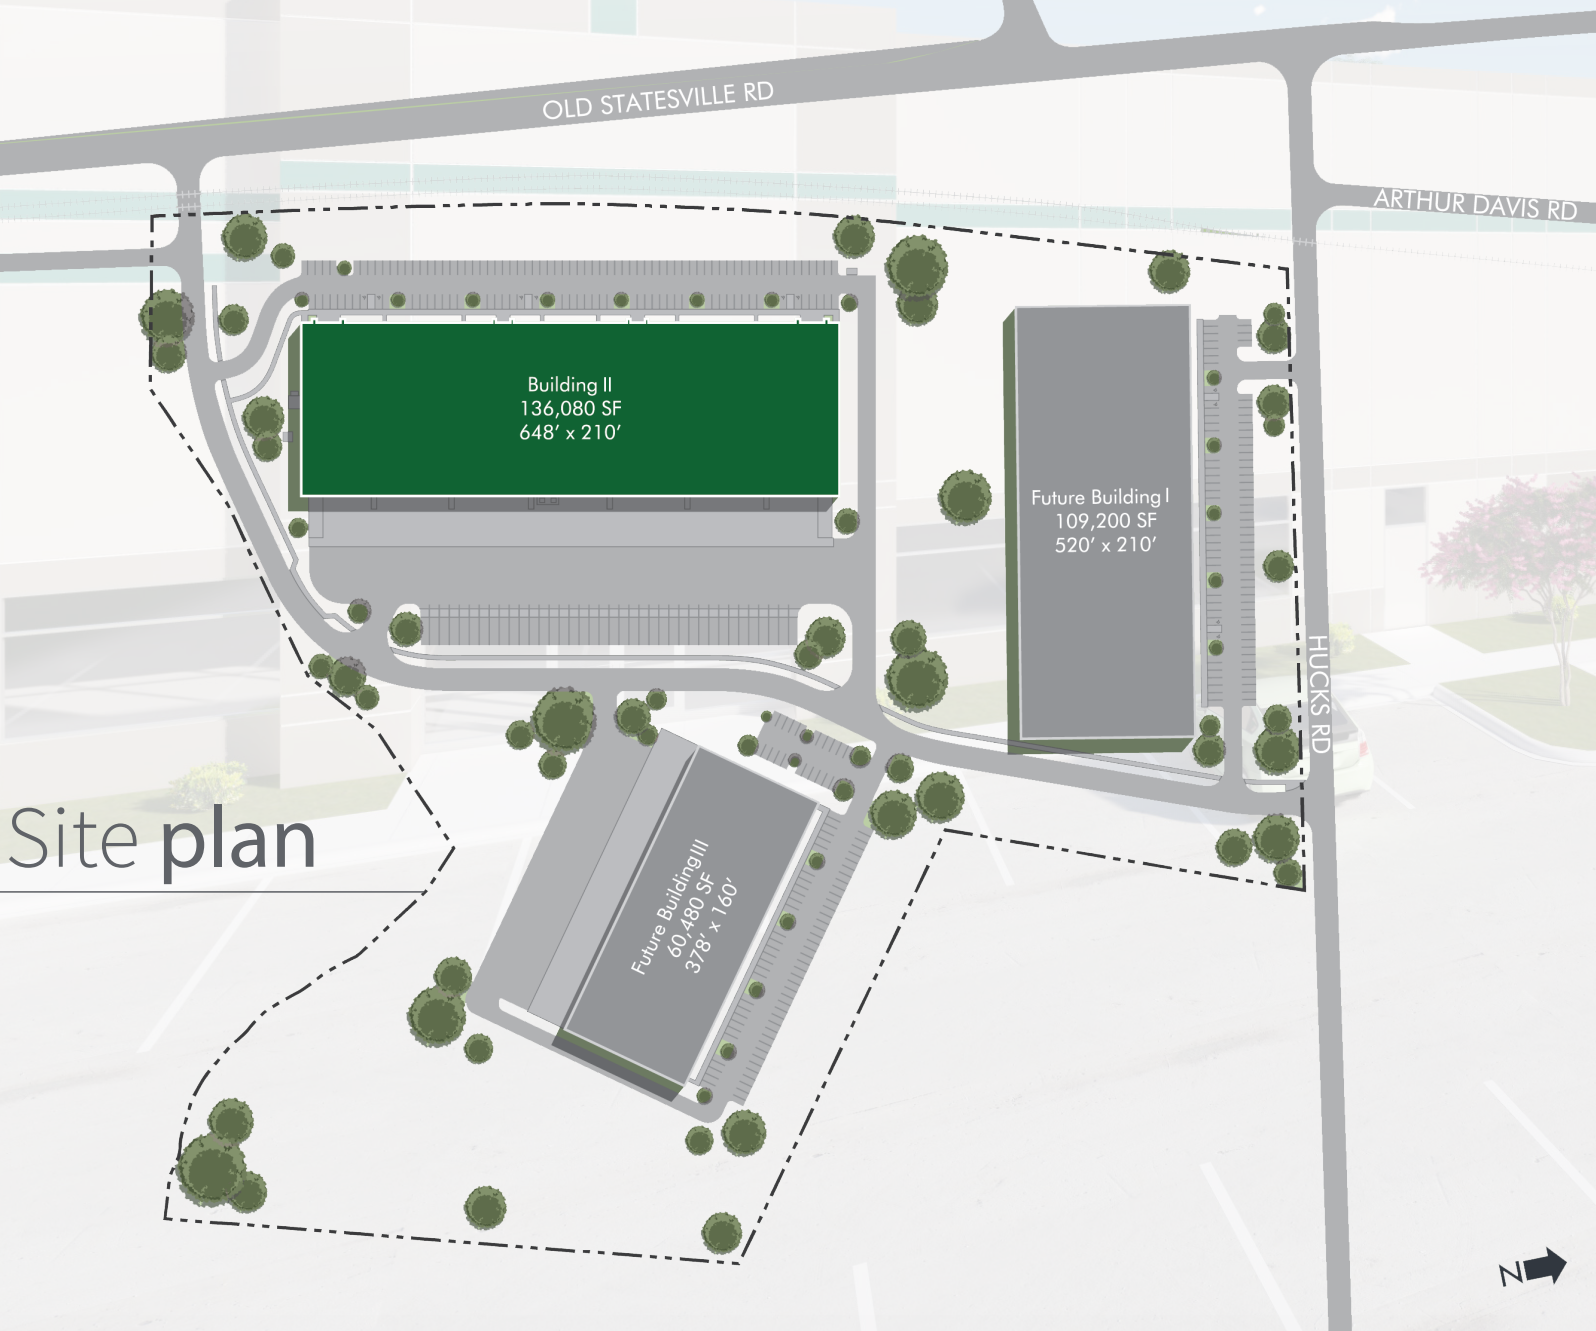 OLD STATESVILLE RD
ARTHUR DAVIS RD
Building II
136,080 SF
648’ x 210’
Future Building I
109,200 SF
520’ x 210’
HUCKS RD
Site plan
Future Building III
60,480 SF
378’ x 160’
N